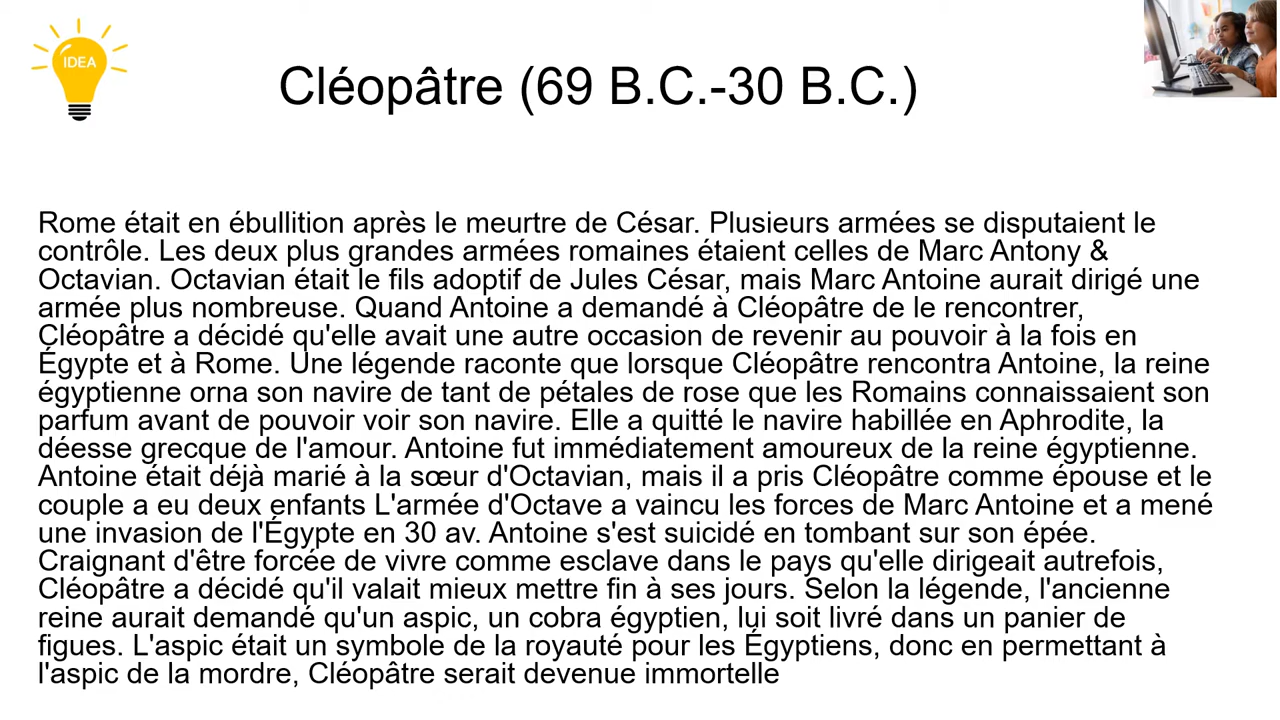 IDEA
Cléopâtre (69 B.C.-30 B.C.)
Rome était en ébullition après le meurtre de César. Plusieurs armées se disputaient le
contrôle. Les deux plus grandes armées romaines étaient celles de Marc Antony &
Octavian. Octavian était le fils adoptif de Jules César, mais Marc Antoine aurait dirigé une
armée plus nombreuse. Quand Antoine a demandé à Cléopâtre de le rencontrer,
Cléopâtre a décidé qu'elle avait une autre occasion de revenir au pouvoir à la fois en
Égypte et à Rome. Une légende raconte que lorsque Cléopâtre rencontra Antoine, la reine
égyptienne orna son navire de tant de pétales de rose que les Romains connaissaient son
parfum avant de pouvoir voir son navire. Elle a quitté le navire habillée en Aphrodite, la
déesse grecque de l'amour. Antoine fut immédiatement amoureux de la reine égyptienne.
Antoine était déjà marié à la sœur d'Octavian, mais il a pris Cléopâtre comme épouse et le
couple a eu deux enfants L'armée d'Octave a vaincu les forces de Marc Antoine et a mené
une invasion de l'Égypte en 30 av. Antoine s'est suicidé en tombant sur son épée.
Craignant d'être forcée de vivre comme esclave dans le pays qu'elle dirigeait autrefois,
Cléopâtre a décidé qu'il valait mieux mettre fin à ses jours. Selon la légende, l'ancienne
reine aurait demandé qu'un aspic, un cobra égyptien, lui soit livré dans un panier de
figues. L'aspic était un symbole de la royauté pour les Égyptiens, donc en permettant à
l'aspic de la mordre, Cléopâtre serait devenue immortelle